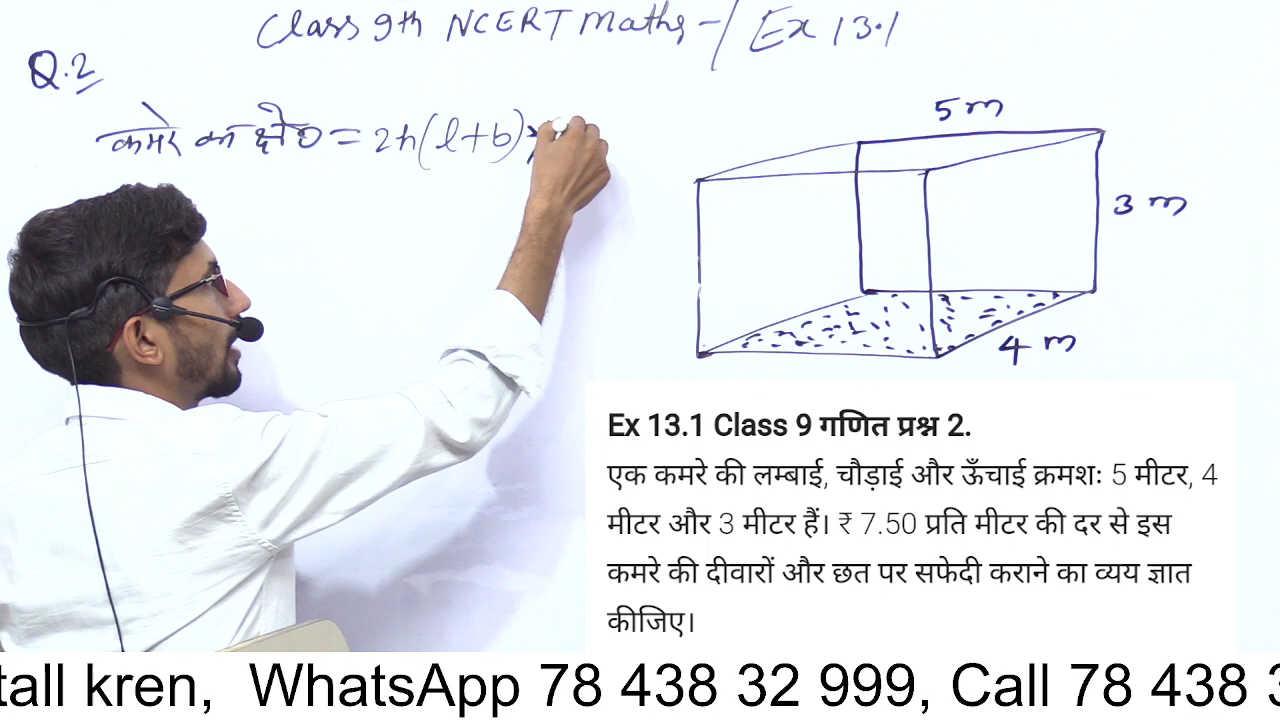 Class 9th NCERT Maths - / Ex 13.1
Q.2
कमरे का क्षे० = 2h(l+b)
5 m
3 m
4 m
Ex 13.1 Class 9 गणित प्रश्न 2.
एक कमरे की लम्बाई, चौड़ाई और ऊँचाई क्रमशः 5 मीटर, 4
मीटर और 3 मीटर हैं। ₹ 7.50 प्रति मीटर की दर से इस
कमरे की दीवारों और छत पर सफेदी कराने का व्यय ज्ञात
कीजिए।
tall kren, WhatsApp 78 438 32 999, Call 78 438